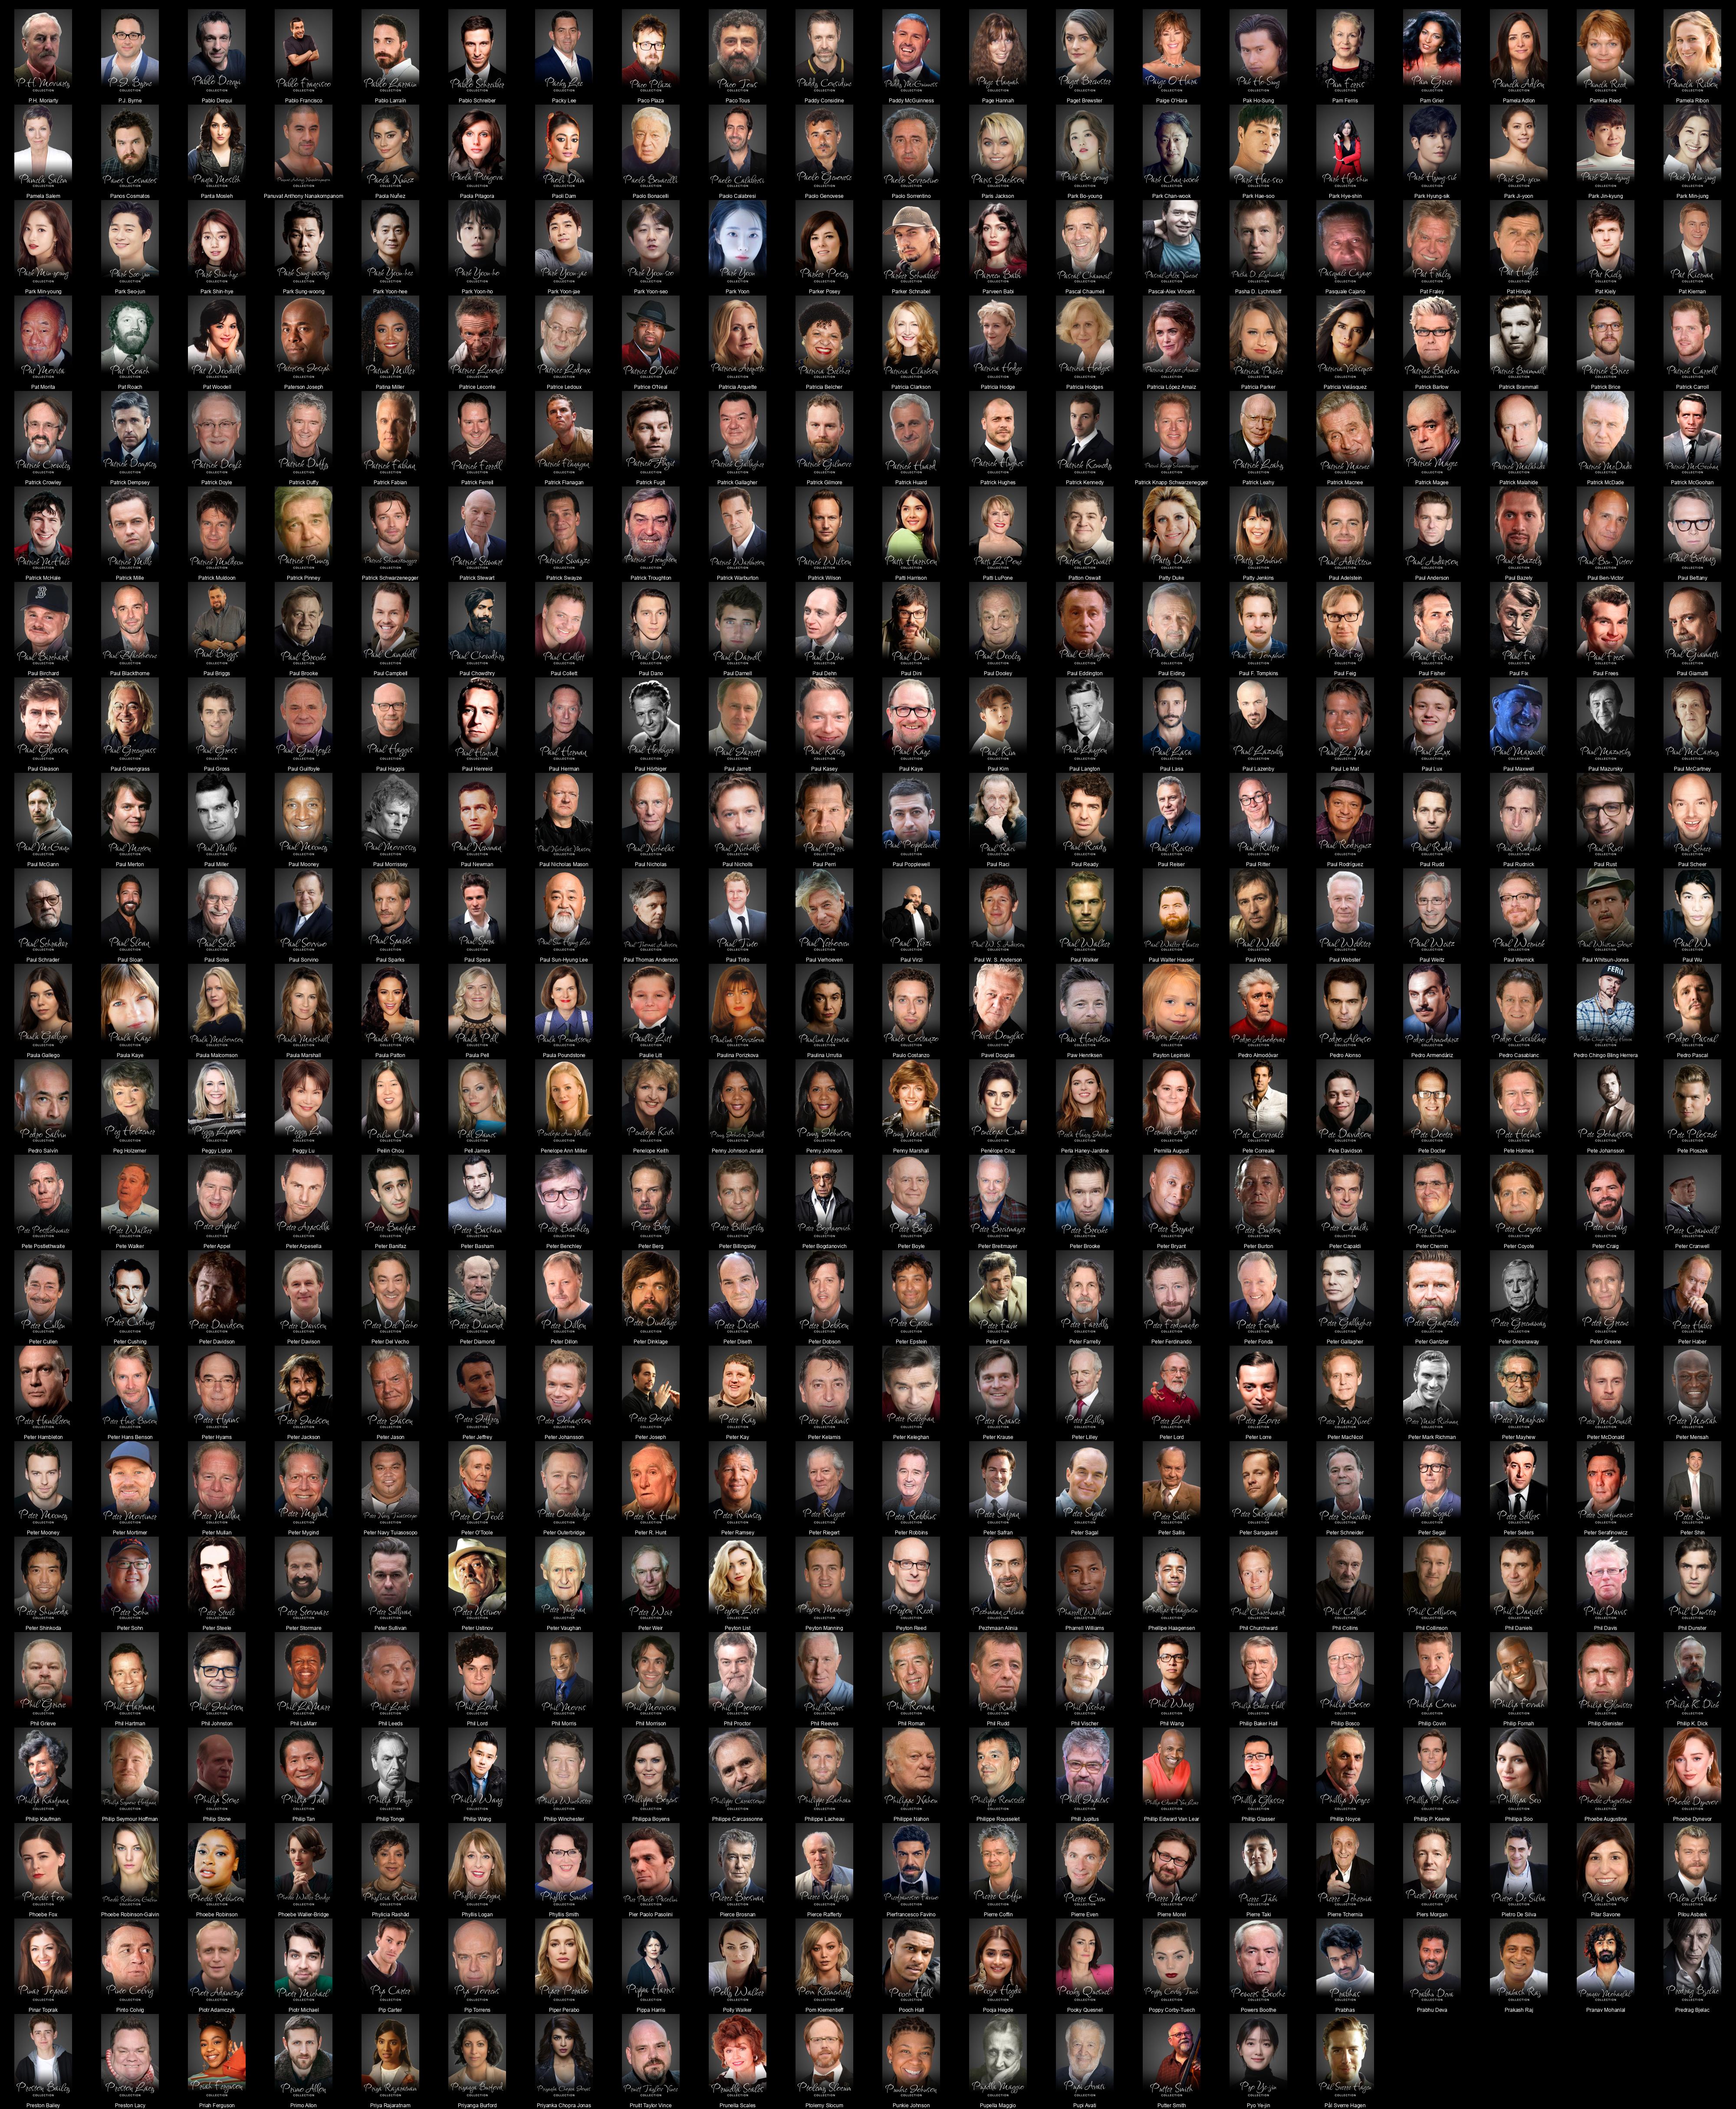 P.H. Moriarty P.J. Byrne Pablo Derqui Pablo Francisco Pablo Larraín Pablo Schreiber Packy Lee Paco Plaza Paco Tous Paddy Considine Paddy McGuinness Page Hannah Paget Brewster Paige O'Hara Pak Ho-Sung Pam Ferris Pam Grier Pamela Adlon Pamela Reed Pamela Ribon
Pamela Salem Panos Cosmatos Panta Mosleh Panuvat Anthony Nanakornpanom Paola Nuñez Paola Pitagora Paoli Dam Paolo Bonacelli Paolo Calabresi Paolo Genovese Paolo Sorrentino Paris Jackson Park Bo-young Park Chan-wook Park Hae-soo Park Hye-shin Park Hyung-sik Park Ji-yoon Park Jin-kyung Park Min-jung
Park Min-young Park Seo-jun Park Shin-hye Park Sung-woong Park Yoon-hee Park Yoon-ho Park Yoon-jae Park Yoon-seo Park Yoon Parker Posey Parker Schnabel Parveen Babi Pascal Chaumeil Pascal-Alex Vincent Pasha D. Lychnikoff Pasquale Cajano Pat Fraley Pat Hingle Pat Kiely Pat Kiernan
Pat Morita Pat Roach Pat Woodell Paterson Joseph Patina Miller Patrice Leconte Patrice Ledoux Patrice O'Neal Patricia Arquette Patricia Belcher Patricia Clarkson Patricia Hodge Patricia Hodges Patricia López Arnaiz Patricia Parker Patricia Velásquez Patrick Barlow Patrick Brammall Patrick Brice Patrick Carroll
Patrick Crowley Patrick Dempsey Patrick Doyle Patrick Duffy Patrick Fabian Patrick Ferrell Patrick Flanagan Patrick Fugit Patrick Gallagher Patrick Gilmore Patrick Huard Patrick Hughes Patrick Kennedy Patrick Knapp Schwarzenegger Patrick Leahy Patrick Macnee Patrick Magee Patrick Malahide Patrick McDade Patrick McGoohan
Patrick McHale Patrick Mille Patrick Muldoon Patrick Pinney Patrick Schwarzenegger Patrick Stewart Patrick Swayze Patrick Troughton Patrick Warburton Patrick Wilson Patti Harrison Patti LuPone Patton Oswalt Patty Duke Patty Jenkins Paul Adelstein Paul Anderson Paul Bazely Paul Ben-Victor Paul Bettany
Paul Birchard Paul Blackthorne Paul Briggs Paul Brooke Paul Campbell Paul Chowdhry Paul Collett Paul Dano Paul Darnell Paul Dehn Paul Dini Paul Dooley Paul Eddington Paul Eiding Paul F. Tompkins Paul Feig Paul Fisher Paul Fix Paul Frees Paul Giamatti
Paul Gleason Paul Greengrass Paul Gross Paul Guilfoyle Paul Haggis Paul Henreid Paul Herman Paul Hörbiger Paul Jarrett Paul Kasey Paul Kaye Paul Kim Paul Langton Paul Lasa Paul Lazenby Paul Le Mat Paul Lux Paul Maxwell Paul Mazursky Paul McCartney
Paul McGann Paul Merton Paul Miller Paul Mooney Paul Morrissey Paul Newman Paul Nicholas Mason Paul Nicholas Paul Nicholls Paul Perri Paul Popplewell Paul Raci Paul Ready Paul Reiser Paul Ritter Paul Rodriguez Paul Rudd Paul Rudnick Paul Rust Paul Scheer
Paul Schrader Paul Sloan Paul Soles Paul Sorvino Paul Sparks Paul Spera Paul Sun-Hyung Lee Paul Thomas Anderson Paul Tinto Paul Verhoeven Paul Virzi Paul W. S. Anderson Paul Walker Paul Walter Hauser Paul Webb Paul Webster Paul Weitz Paul Wernick Paul Whitsun-Jones Paul Wu
Paula Gallego Paula Kaye Paula Malcomson Paula Marshall Paula Patton Paula Pell Paula Poundstone Paulie Litt Paulina Porizkova Paulina Urrutia Paulo Costanzo Pavel Douglas Paw Henriksen Payton Lepinski Pedro Almodóvar Pedro Alonso Pedro Armendáriz Pedro Casablanc Pedro Chingo Bling Herrera Pedro Pascal
Pedro Salvín Peg Holzemer Peggy Lipton Peggy Lu Peilin Chou Pell James Penelope Ann Miller Penelope Keith Penny Johnson Jerald Penny Johnson Penny Marshall Penélope Cruz Perla Haney-Jardine Pernilla August Pete Correale Pete Davidson Pete Docter Pete Holmes Pete Johansson Pete Ploszek
Pete Postlethwaite Pete Walker Peter Appel Peter Arpesella Peter Banifaz Peter Basham Peter Benchley Peter Berg Peter Billingsley Peter Bogdanovich Peter Boyle Peter Breitmayer Peter Brooke Peter Bryant Peter Burton Peter Capaldi Peter Chernin Peter Coyote Peter Craig Peter Cranwell
Peter Cullen Peter Cushing Peter Davidson Peter Davison Peter Del Vecho Peter Diamond Peter Dillon Peter Dinklage Peter Diseth Peter Dobson Peter Epstein Peter Falk Peter Farrelly Peter Ferdinando Peter Fonda Peter Gallagher Peter Gantzler Peter Greenaway Peter Greene Peter Haber
Peter Hambleton Peter Hans Benson Peter Hyams Peter Jackson Peter Jason Peter Jeffrey Peter Johansson Peter Joseph Peter Kay Peter Kelamis Peter Keleghan Peter Krause Peter Lilley Peter Lord Peter Lorre Peter MacNicol Peter Mark Richman Peter Mayhew Peter McDonald Peter Mensah
Peter Mooney Peter Mortimer Peter Mullan Peter Mygind Peter Navy Tuiasosopo Peter O'Toole Peter Outerbridge Peter R. Hunt Peter Ramsey Peter Riegert Peter Robbins Peter Safran Peter Sagal Peter Sallis Peter Sarsgaard Peter Schneider Peter Segal Peter Sellers Peter Serafinowicz Peter Shin
Peter Shinkoda Peter Sohn Peter Steele Peter Stormare Peter Sullivan Peter Ustinov Peter Vaughan Peter Weir Peyton List Peyton Manning Peyton Reed Pezhmaan Alinia Pharrell Williams Phellipe Haagensen Phil Churchward Phil Collins Phil Collinson Phil Daniels Phil Davis Phil Dunster
Phil Grieve Phil Hartman Phil Johnston Phil LaMarr Phil Leeds Phil Lord Phil Morris Phil Morrison Phil Proctor Phil Reeves Phil Roman Phil Rudd Phil Vischer Phil Wang Philip Baker Hall Philip Bosco Philip Covin Philip Fornah Philip Glenister Philip K. Dick
Philip Kaufman Philip Seymour Hoffman Philip Stone Philip Tan Philip Tonge Philip Wang Philip Winchester Philippa Boyens Philippe Carcassonne Philippe Lacheau Philippe Nahon Philippe Rousselet Phill Jupitus Phillip Edward Van Lear Phillip Glasser Phillip Noyce Phillip P. Keene Phillipa Soo Phoebe Augustine Phoebe Dynevor
Phoebe Fox Phoebe Robinson-Galvin Phoebe Robinson Phoebe Waller-Bridge Phylicia Rashād Phyllis Logan Phyllis Smith Pier Paolo Pasolini Pierce Brosnan Pierce Rafferty Pierfrancesco Favino Pierre Coffin Pierre Even Pierre Morel Pierre Taki Pierre Tchernia Piers Morgan Pietro De Silva Pilar Savone Pilou Asbæk
Pinar Toprak Pinto Colvig Piotr Adamczyk Piotr Michael Pip Carter Pip Torrens Piper Perabo Pippa Harris Polly Walker Pom Klementieff Pooch Hall Pooja Hegde Pooky Quesnel Poppy Corby-Tuech Powers Boothe Prabhas Prabhu Deva Prakash Raj Pranav Mohanlal Predrag Bjelac
Preston Bailey Preston Lacy Priah Ferguson Primo Allon Priya Rajaratnam Priyanga Burford Priyanka Chopra Jonas Pruitt Taylor Vince Prunella Scales Ptolemy Slocum Punkie Johnson Pupella Maggio Pupi Avati Putter Smith Pyo Ye-jin Pål Sverre Hagen